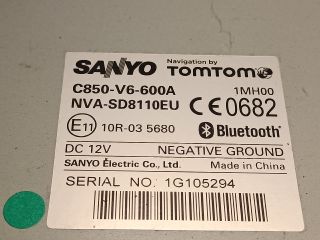 SANYO Navigation by TOMTOM
C850-V6-600A 1MH00
NVA-SD8110EU CE 0682
E11 10R-03 5680 Bluetooth
DC 12V NEGATIVE GROUND
SANYO Electric Co., Ltd. Made in China
SERIAL NO. 1G105294